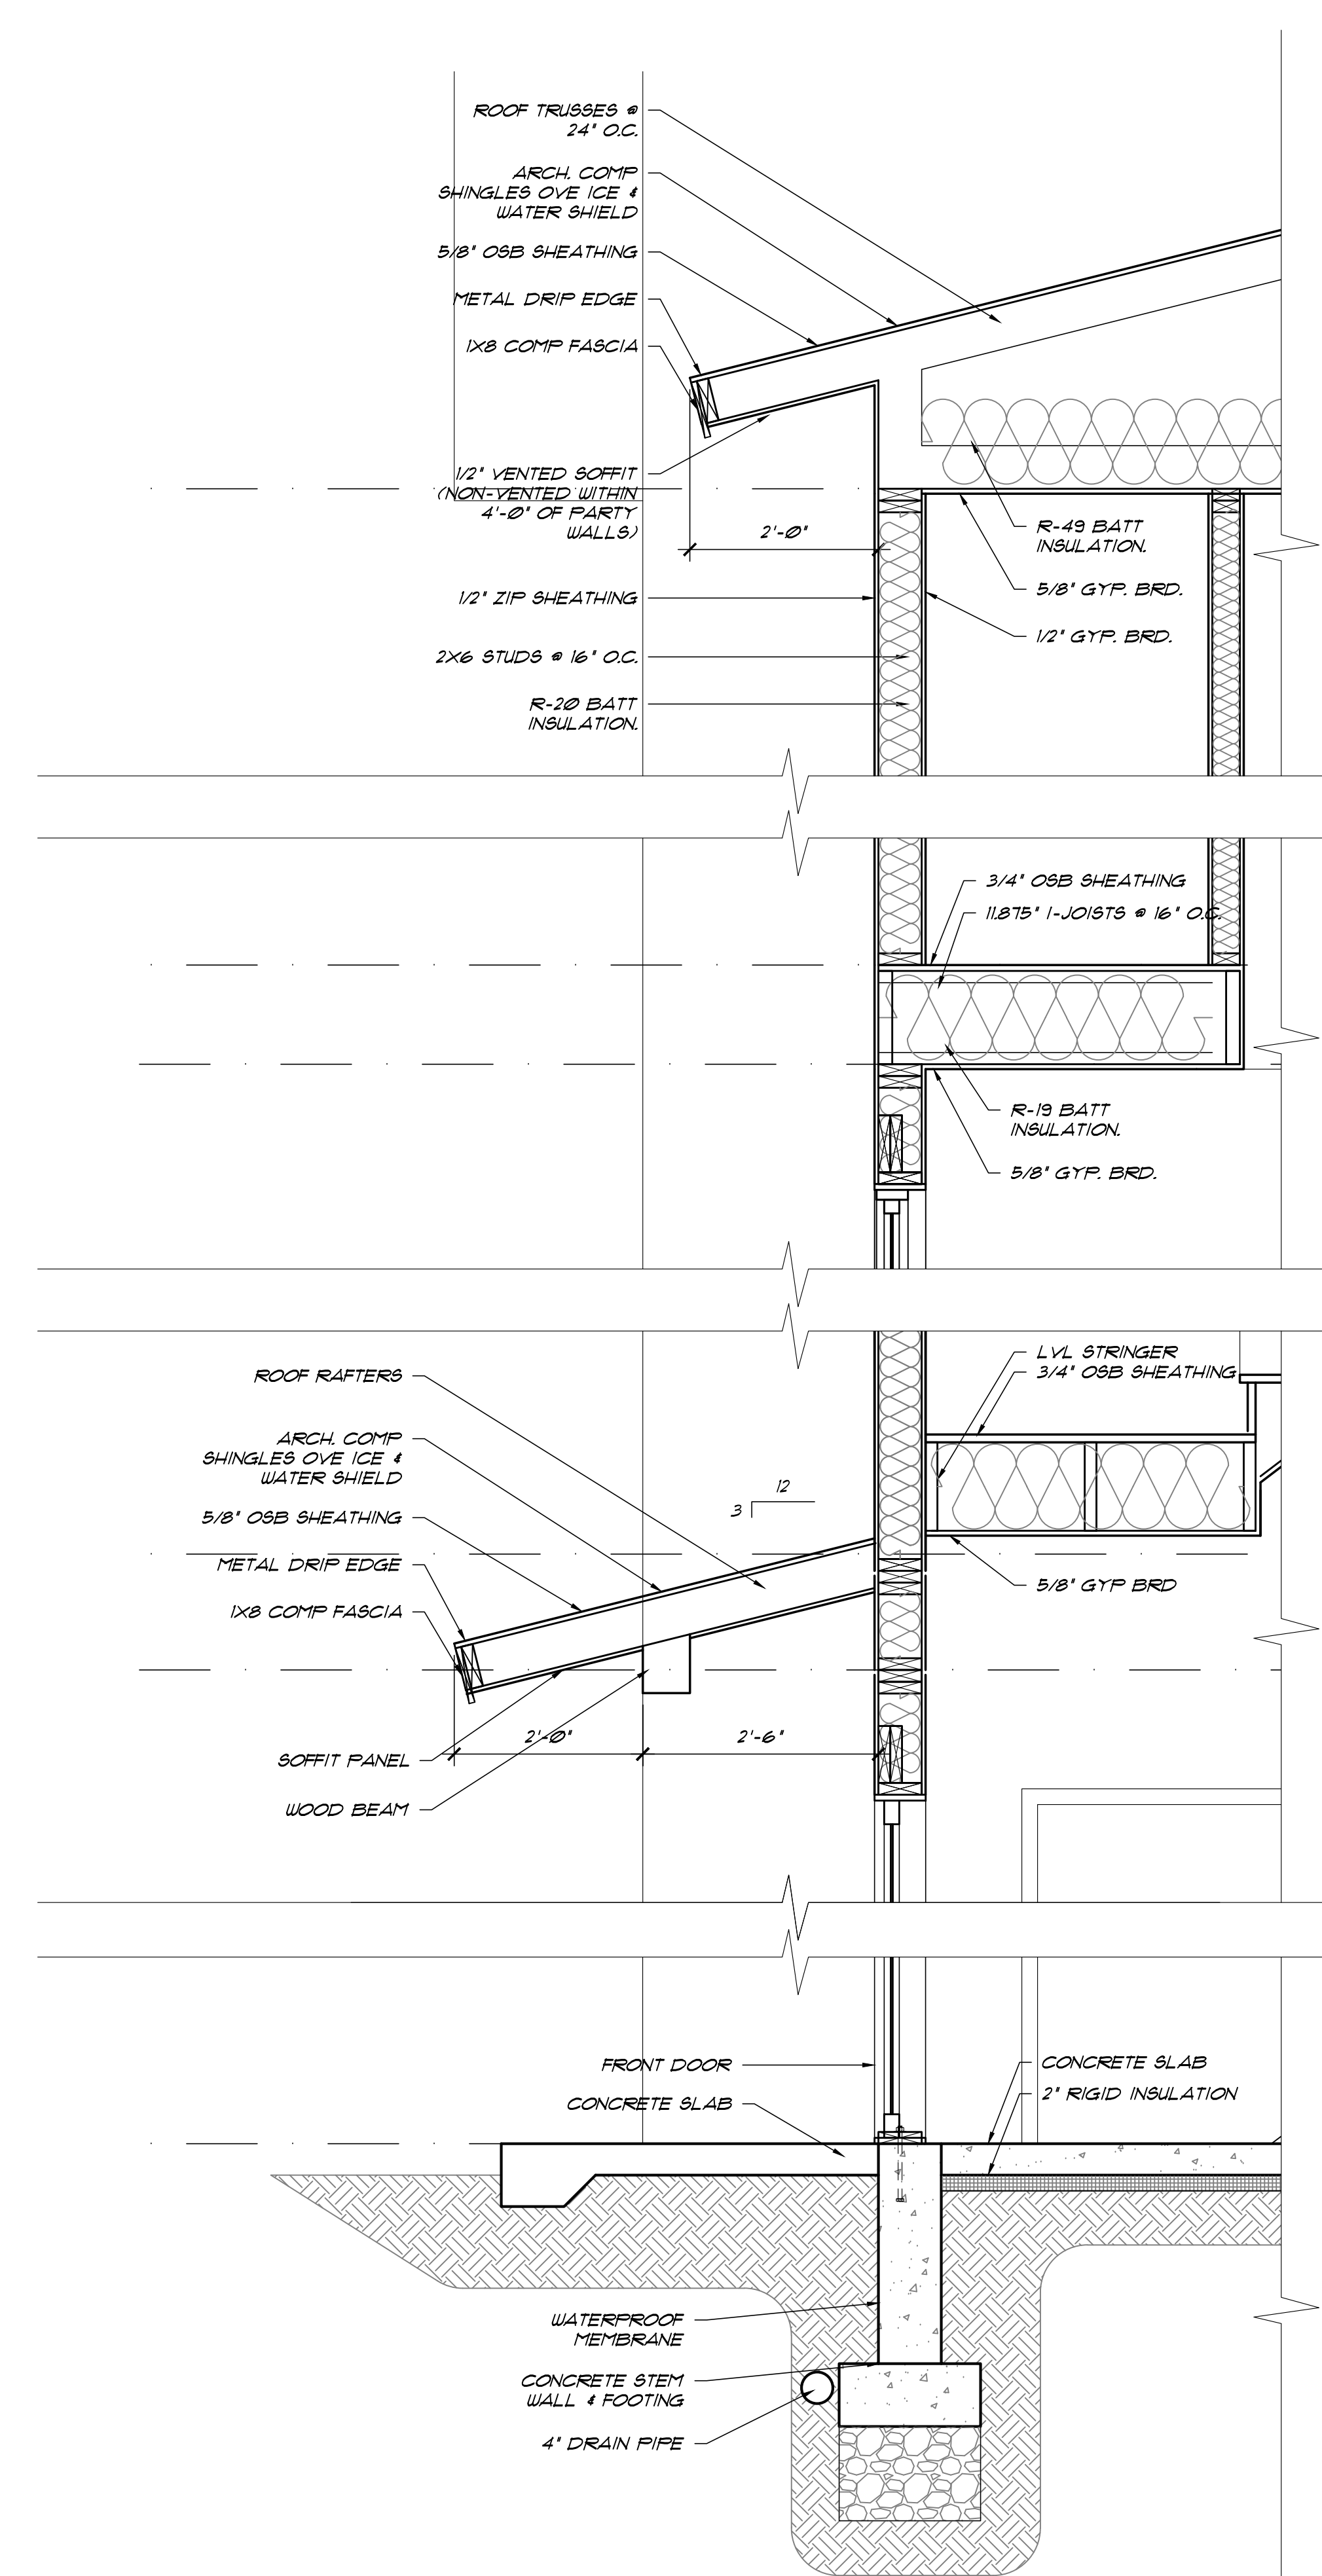 ROOF TRUSSES @
24" O.C.
ARCH. COMP
SHINGLES OVE ICE &
WATER SHIELD
5/8" OSB SHEATHING
METAL DRIP EDGE
1X8 COMP FASCIA
1/2" VENTED SOFFIT
(NON-VENTED WITHIN
4'-0" OF PARTY
WALLS)
2'-0"
R-49 BATT
INSULATION.
5/8" GYP. BRD.
1/2" GYP. BRD.
1/2" ZIP SHEATHING
2X6 STUDS @ 16" O.C.
R-20 BATT
INSULATION.
3/4" OSB SHEATHING
11.875" I-JOISTS @ 16" O.C.
R-19 BATT
INSULATION.
5/8" GYP. BRD.
LVL STRINGER
3/4" OSB SHEATHING
ROOF RAFTERS
ARCH. COMP
SHINGLES OVE ICE &
WATER SHIELD
12
3
5/8" OSB SHEATHING
METAL DRIP EDGE
1X8 COMP FASCIA
5/8" GYP BRD
2'-0"
2'-6"
SOFFIT PANEL
WOOD BEAM
FRONT DOOR
CONCRETE SLAB
CONCRETE SLAB
2" RIGID INSULATION
WATERPROOF
MEMBRANE
CONCRETE STEM
WALL & FOOTING
4" DRAIN PIPE